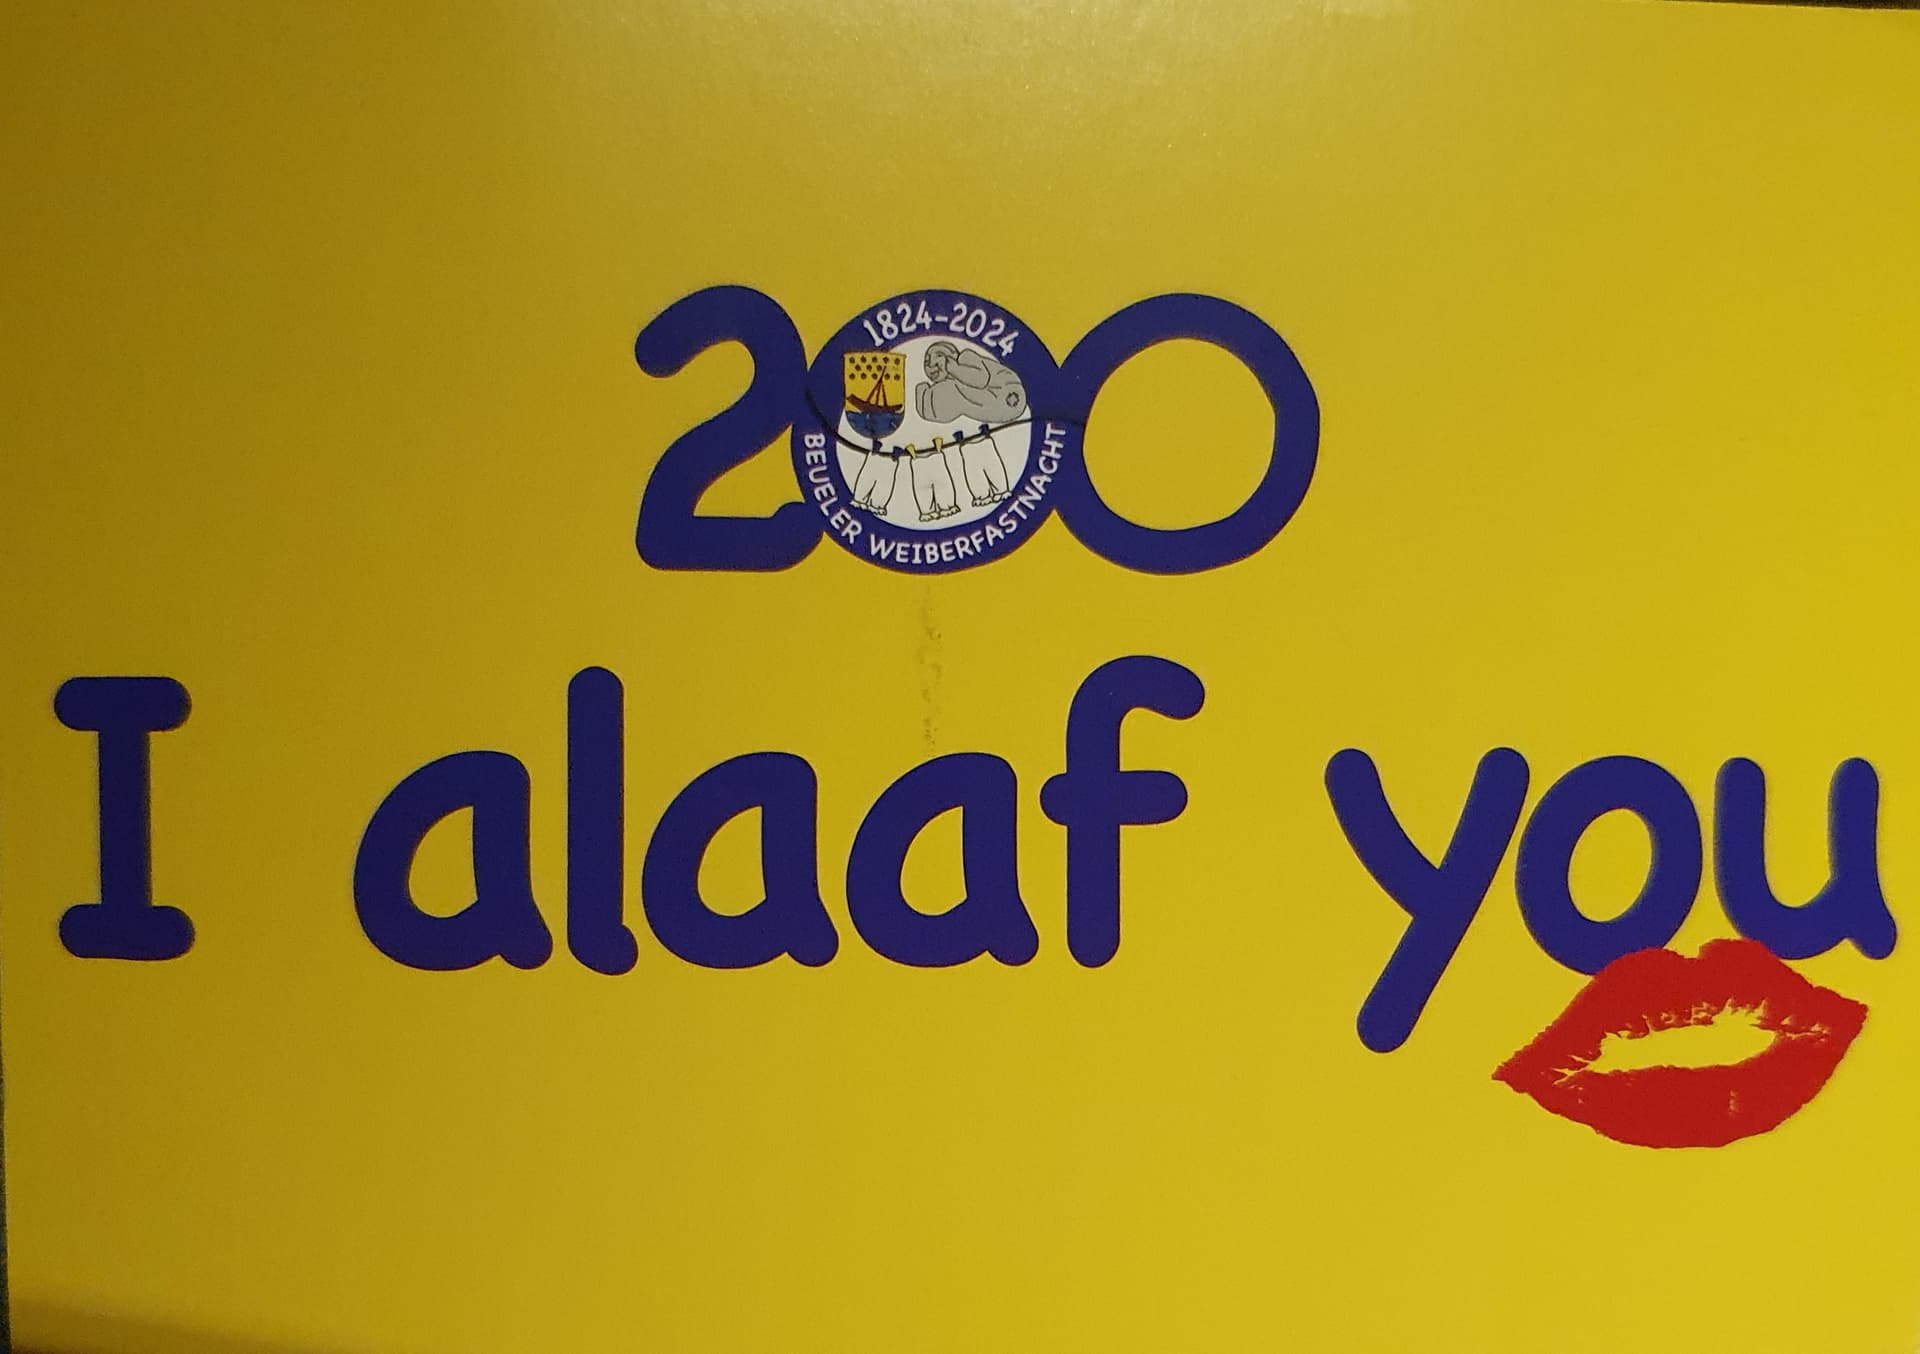 200
1824-2024
BEUELER WEIBERFASTNACHT
I alaaf you